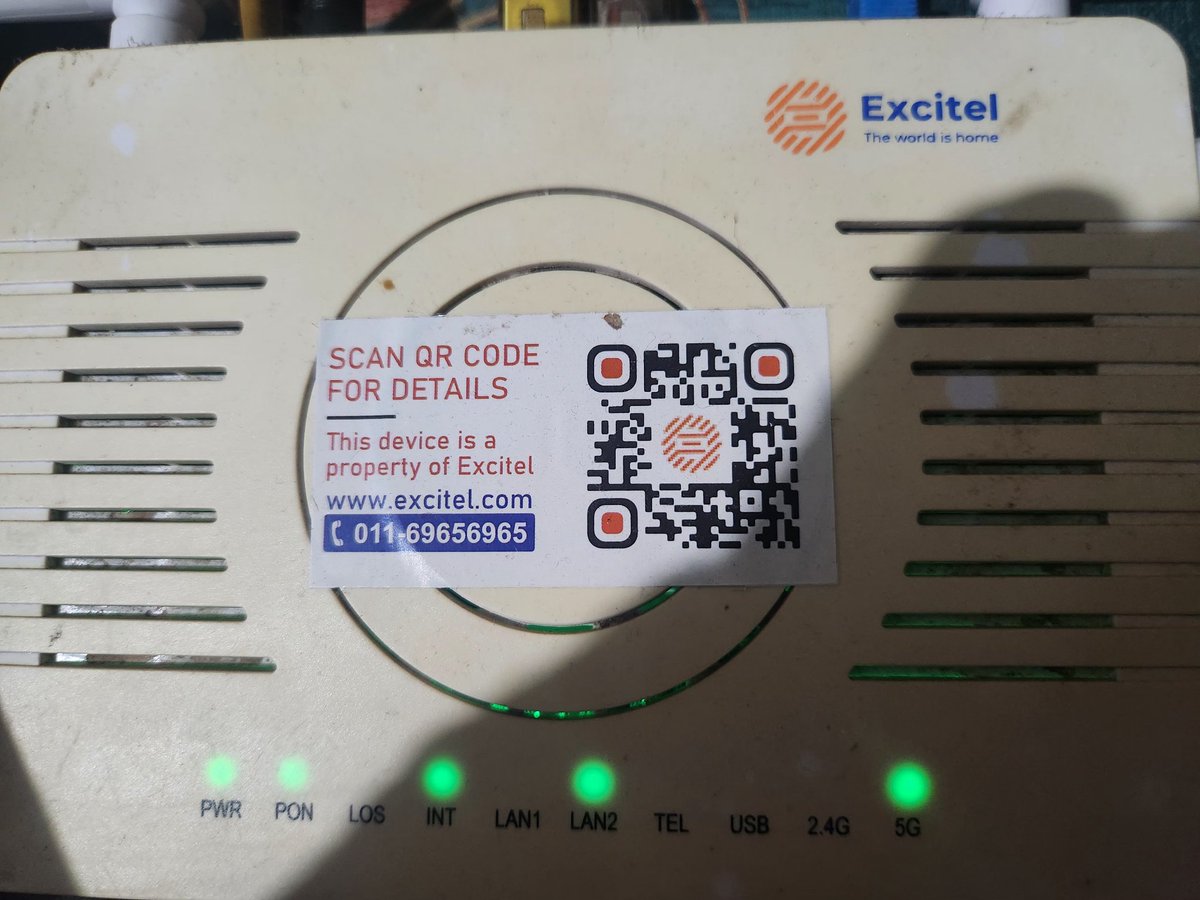 Excitel
The world is home
SCAN QR CODE
FOR DETAILS
This device is a
property of Excitel
www.excitel.com
011-69656965
PWR PON LOS INT LAN1 LAN2 TEL USB 2.4G 5G